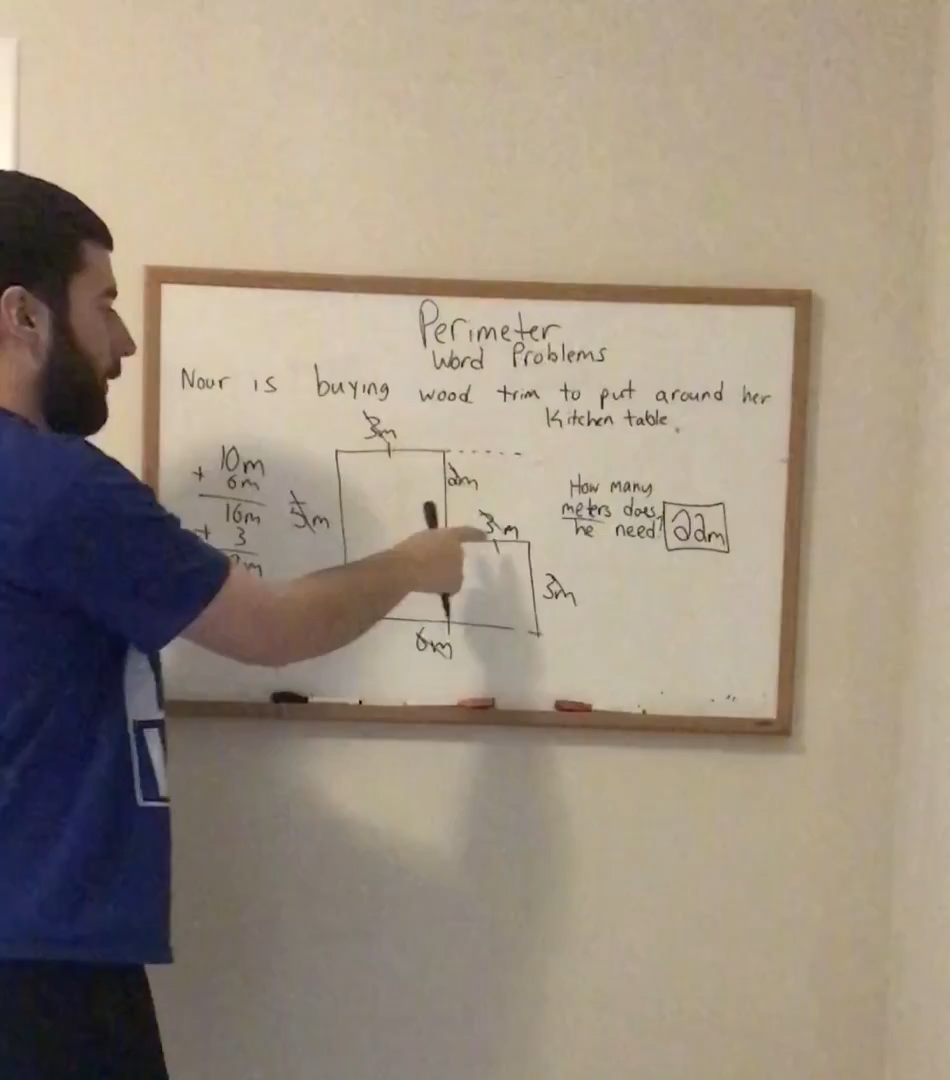 Perimeter
Word Problems
Nour is buying wood trim to put around her
Kitchen table.
3m
10m
+ 6m
16m
+ 3
5m
2m
3m
3m
6m
How many
meters does
he need?
22m